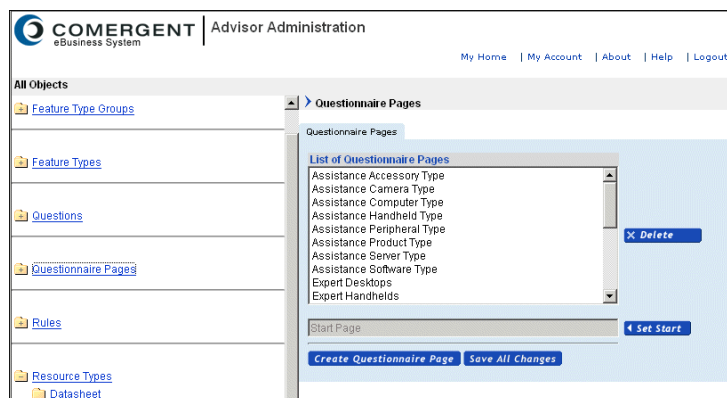 COMERGENT
eBusiness System
Advisor Administration
My Home | My Account | About | Help | Logout
All Objects
Feature Type Groups
Feature Types
Questions
Questionnaire Pages
Rules
Resource Types
Datasheet
Questionnaire Pages
Questionnaire Pages
List of Questionnaire Pages
Assistance Accessory Type
Assistance Camera Type
Assistance Computer Type
Assistance Handheld Type
Assistance Peripheral Type
Assistance Product Type
Assistance Server Type
Assistance Software Type
Expert Desktops
Expert Handhelds
X Delete
Start Page
Set Start
Create Questionnaire Page
Save All Changes